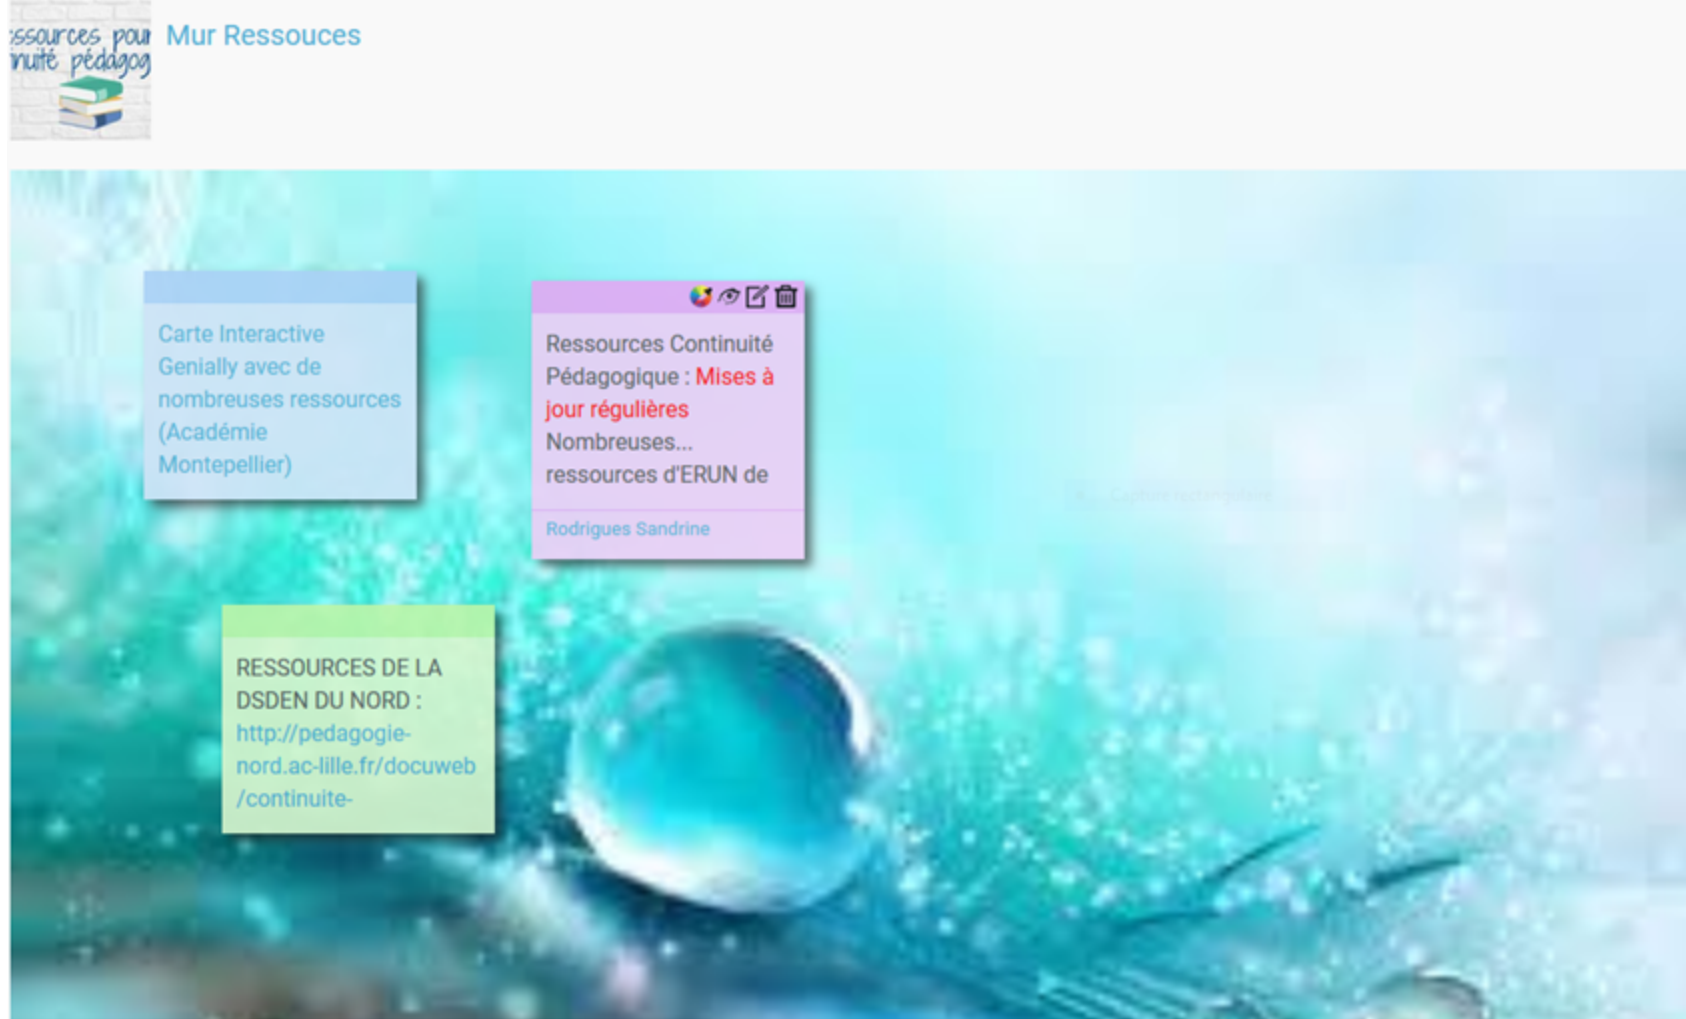 ssources pour
nuité pédagog
Mur Ressouces
Carte Interactive
Genially avec de
nombreuses ressources
(Académie
Montepellier)
Ressources Continuité
Pédagogique : Mises à
jour régulières
Nombreuses...
ressources d'ERUN de
Rodrigues Sandrine
RESSOURCES DE LA
DSDEN DU NORD :
http://pedagogie-
nord.ac-lille.fr/docuweb
/continuite-